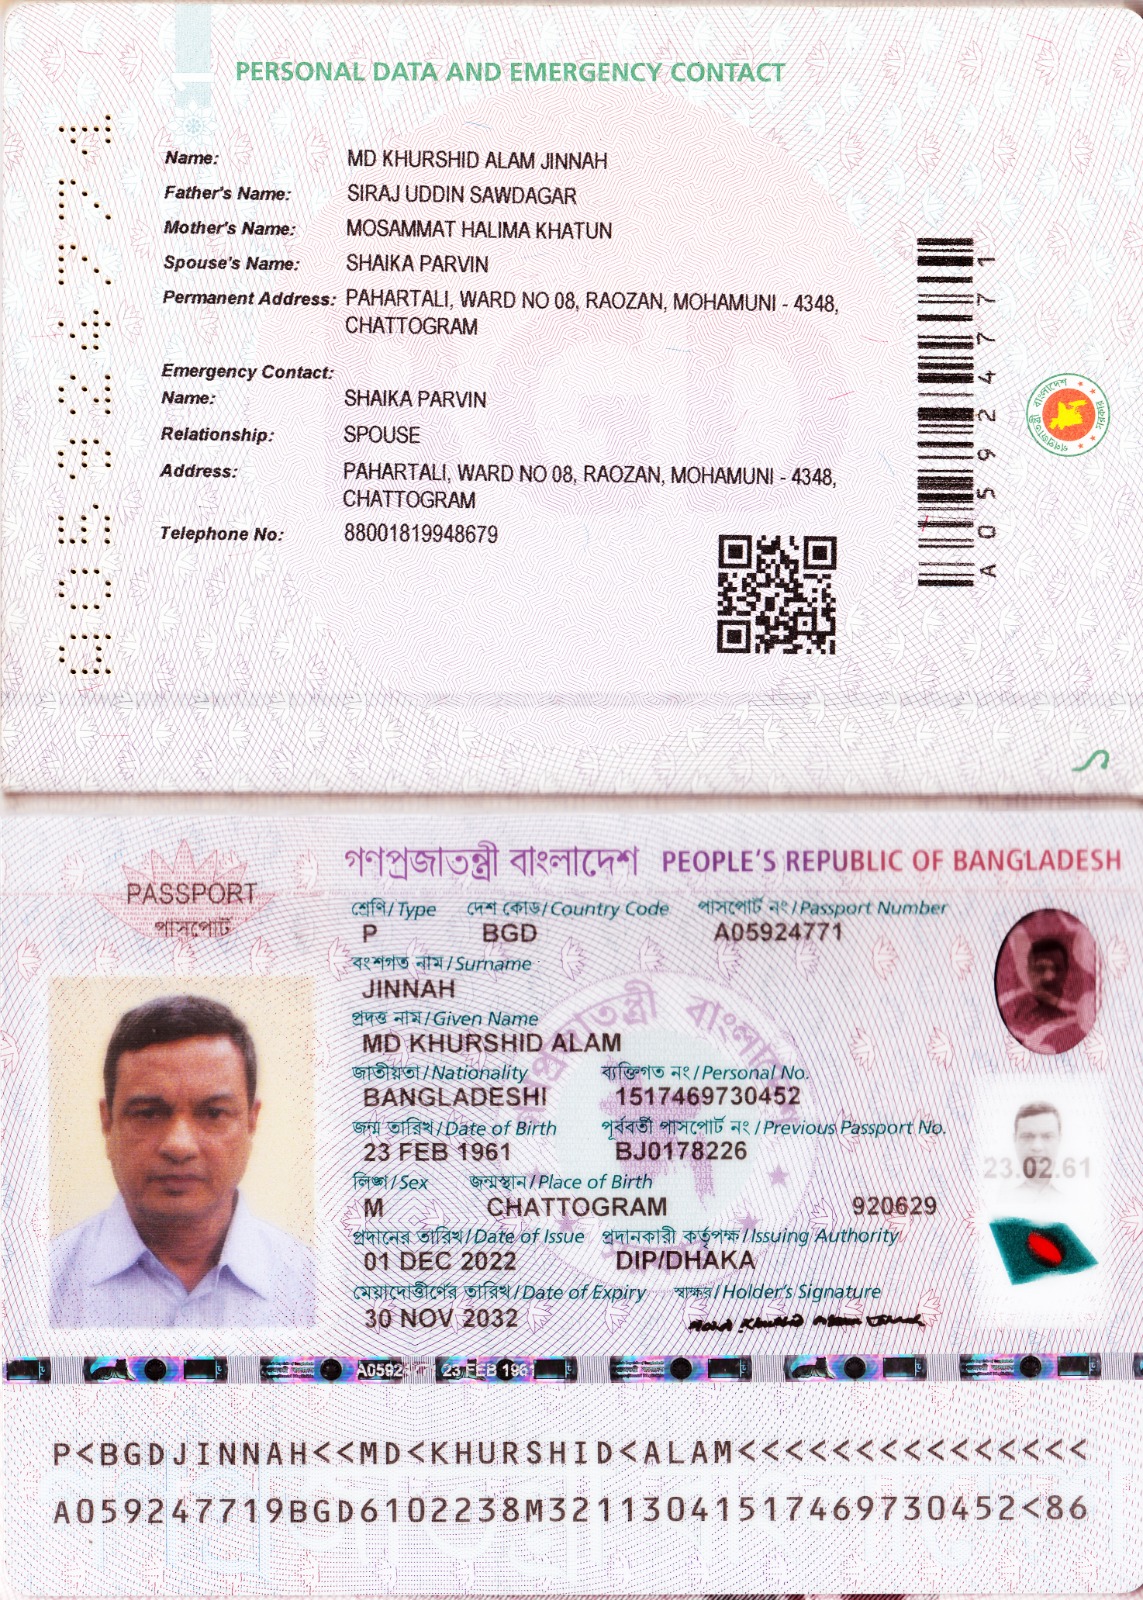 PERSONAL DATA AND EMERGENCY CONTACT
Name: MD KHURSHID ALAM JINNAH
Father's Name: SIRAJ UDDIN SAWDAGAR
Mother's Name: MOSAMMAT HALIMA KHATUN
Spouse's Name: SHAIKA PARVIN
Permanent Address: PAHARTALI, WARD NO 08, RAOZAN, MOHAMUNI - 4348,
CHATTOGRAM
Emergency Contact:
Name: SHAIKA PARVIN
Relationship: SPOUSE
Address: PAHARTALI, WARD NO 08, RAOZAN, MOHAMUNI - 4348,
CHATTOGRAM
Telephone No: 88001819948679
A05924771
A05924771
গণপ্রজাতন্ত্রী বাংলাদেশ PEOPLE'S REPUBLIC OF BANGLADESH
PASSPORT
পাসপোর্ট
শ্রেণি/Type দেশ কোড/Country Code পাসপোর্ট নং/Passport Number
P BGD A05924771
বংশগত নাম/Surname
JINNAH
প্রদত্ত নাম/Given Name
MD KHURSHID ALAM
জাতীয়তা/Nationality ব্যক্তিগত নং/Personal No.
BANGLADESHI 1517469730452
জন্ম তারিখ/Date of Birth পূর্ববর্তী পাসপোর্ট নং/Previous Passport No.
23 FEB 1961 BJ0178226
23.02.61
লিঙ্গ/Sex জন্মস্থান/Place of Birth
M CHATTOGRAM 920629
প্রদানের তারিখ/Date of Issue প্রদানকারী কর্তৃপক্ষ/Issuing Authority
01 DEC 2022 DIP/DHAKA
মেয়াদোত্তীর্ণের তারিখ/Date of Expiry স্বাক্ষর/Holder's Signature
30 NOV 2032
23 FEB 1961
P<BGDJINNAH<<MD<KHURSHID<ALAM<<<<<<<<<<<<<<<
A059247719BGD6102238M32113041517469730452<86